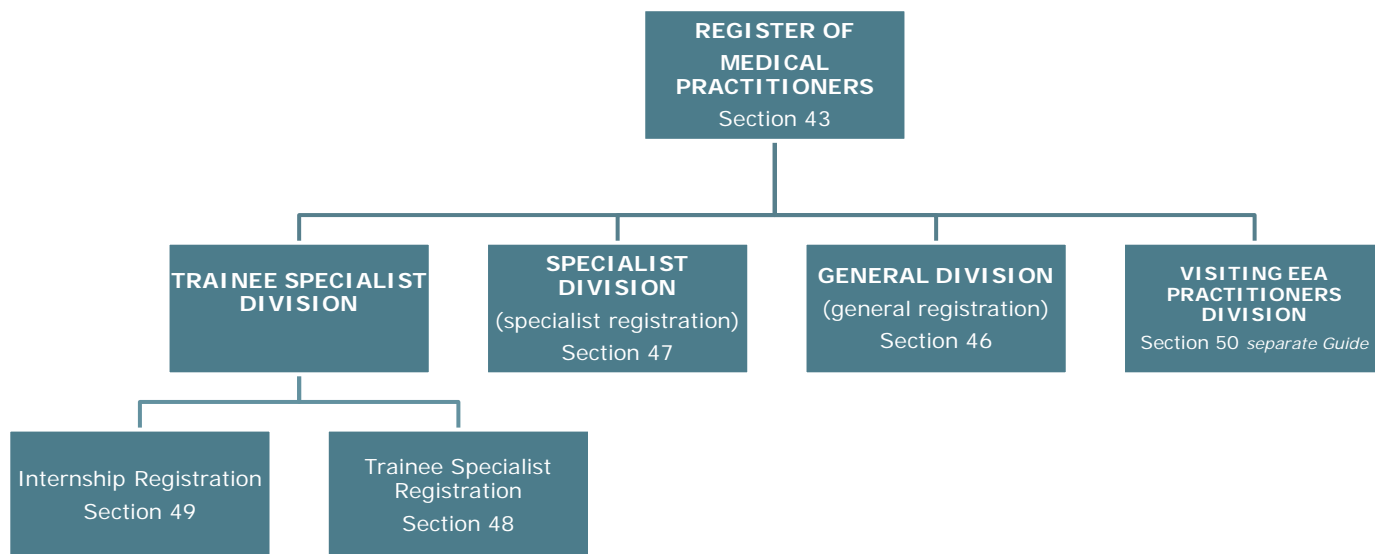 REGISTER OF
MEDICAL
PRACTITIONERS
Section 43
TRAINEE SPECIALIST
DIVISION
SPECIALIST
DIVISION
(specialist registration)
Section 47
GENERAL DIVISION
(general registration)
Section 46
VISITING EEA
PRACTITIONERS
DIVISION
Section 50 separate Guide
Internship Registration
Section 49
Trainee Specialist
Registration
Section 48